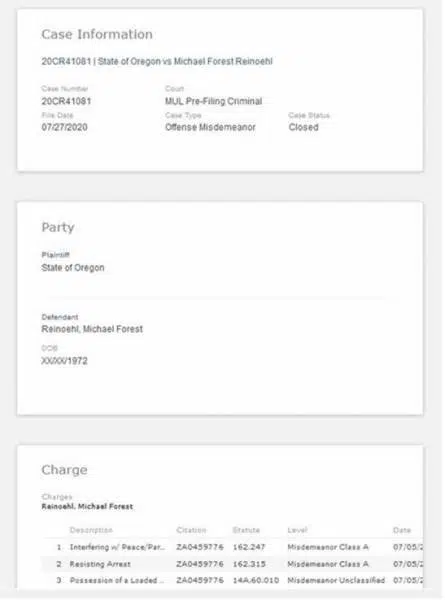 Case Information
20CR41081 | State of Oregon vs Michael Forest Reinoehl
Case Number Court
20CR41081 MUL Pre-Filing Criminal
File Date Case Type Case Status
07/27/2020 Offense Misdemeanor Closed
Party
Plaintiff
State of Oregon
Defendant
Reinoehl, Michael Forest
DOB
XX/XX/1972
Charge
Charges
Reinoehl, Michael Forest
Description Citation Statute Level Date
1 Interfering w/ Peace/Par... ZA0459776 162.247 Misdemeanor Class A 07/05/2
2 Resisting Arrest ZA0459776 162.315 Misdemeanor Class A 07/05/2
3 Possession of a Loaded ... ZA0459776 14A.60.010 Misdemeanor Unclassified 07/05/2